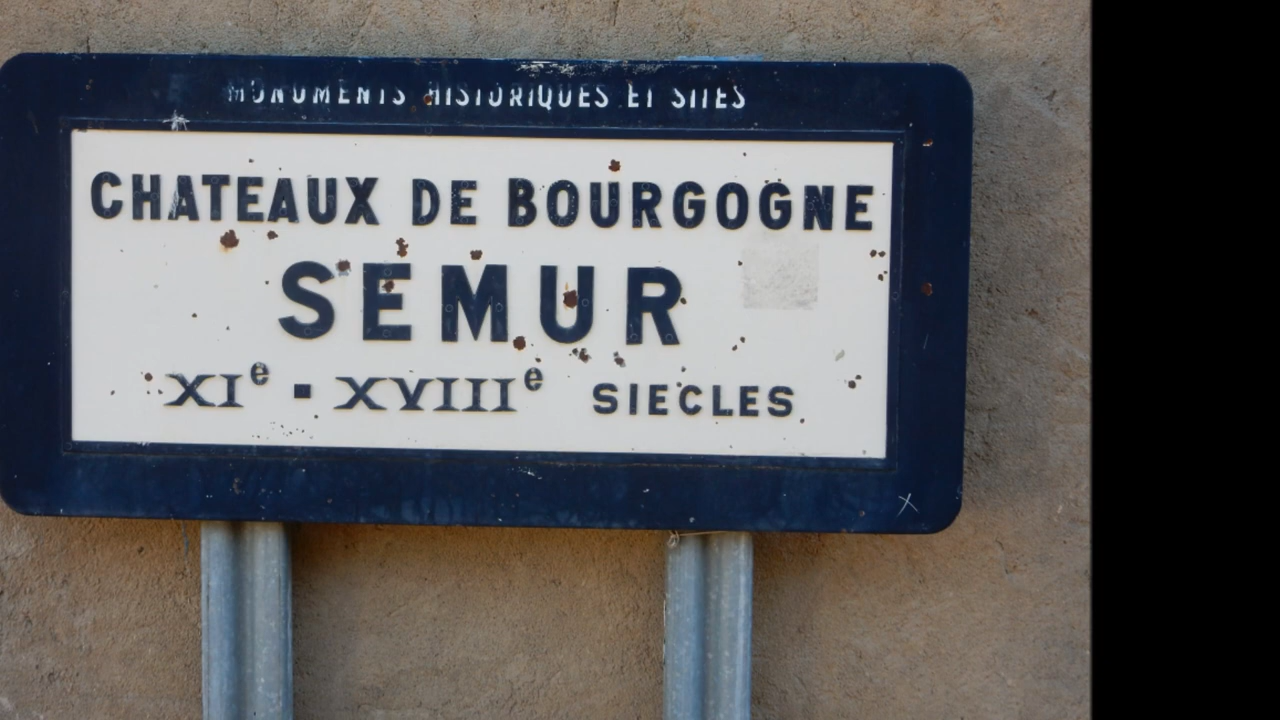 MONUMENTS HISTORIQUES ET SITES
CHATEAUX DE BOURGOGNE
SEMUR
XIe ▪ XVIIIe SIECLES